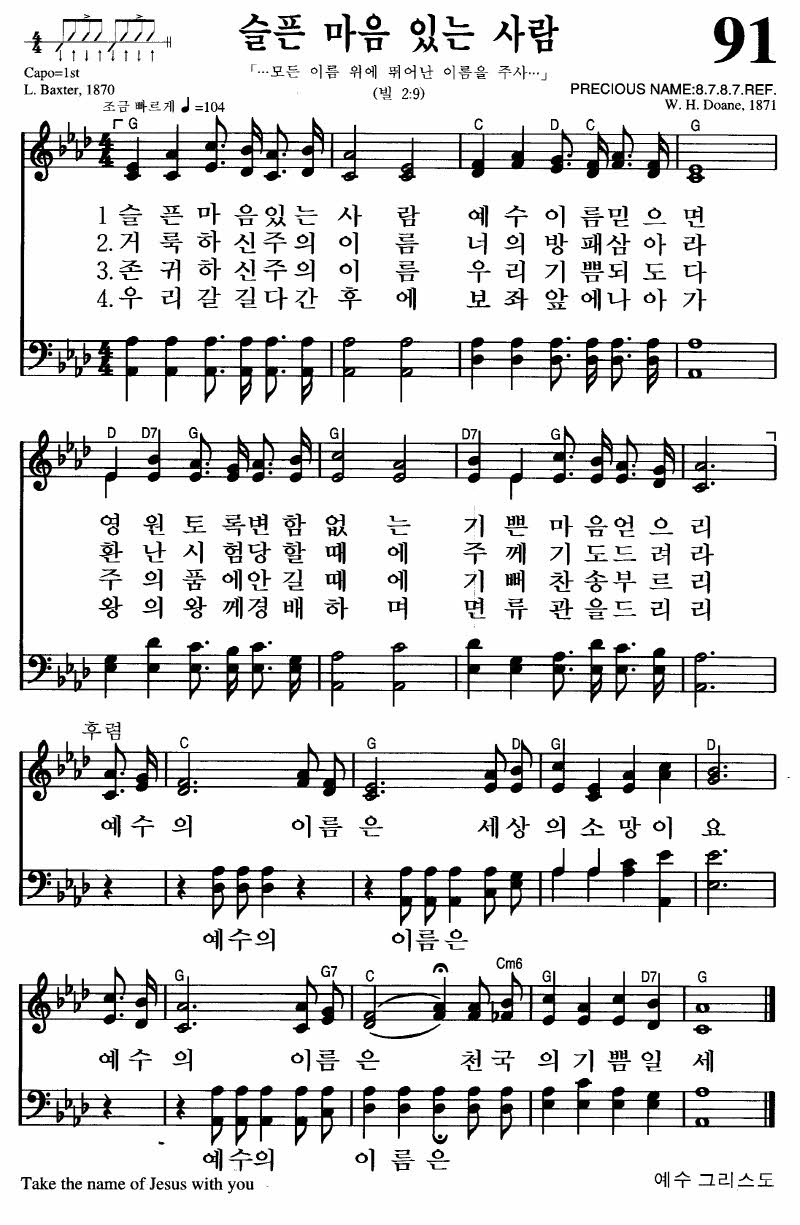 슬픈 마음 있는 사람
91
4/4
「…모든 이름 위에 뛰어난 이름을 주사…」
Capo=1st
L. Baxter, 1870
(빌 2:9)
PRECIOUS NAME:8.7.8.7.REF.
W. H. Doane, 1871
조금 빠르게 ♩=104
G C D C G
1 슬픈마음있는사람 예수이름믿으면
2. 거룩하신주의이름 너의방패삼아라
3. 존귀하신주의이름 우리기쁨되도다
4. 우리갈길다간후에 보좌앞에나아가
D D7 G G D7 G
영원토록변함없는 기쁜마음얻으리
환난시험당할때에 주께기도드려라
주의품에안길때에 기뻐찬송부르리
왕의왕께경배하며 면류관을드리리
후렴
C G D G D
예수의 이름은 세상의소망이요
예수의 이름은
G G7 C Cm6 G D7 G
예수의 이름은 천국의기쁨일세
예수의 이름은
Take the name of Jesus with you
예수 그리스도